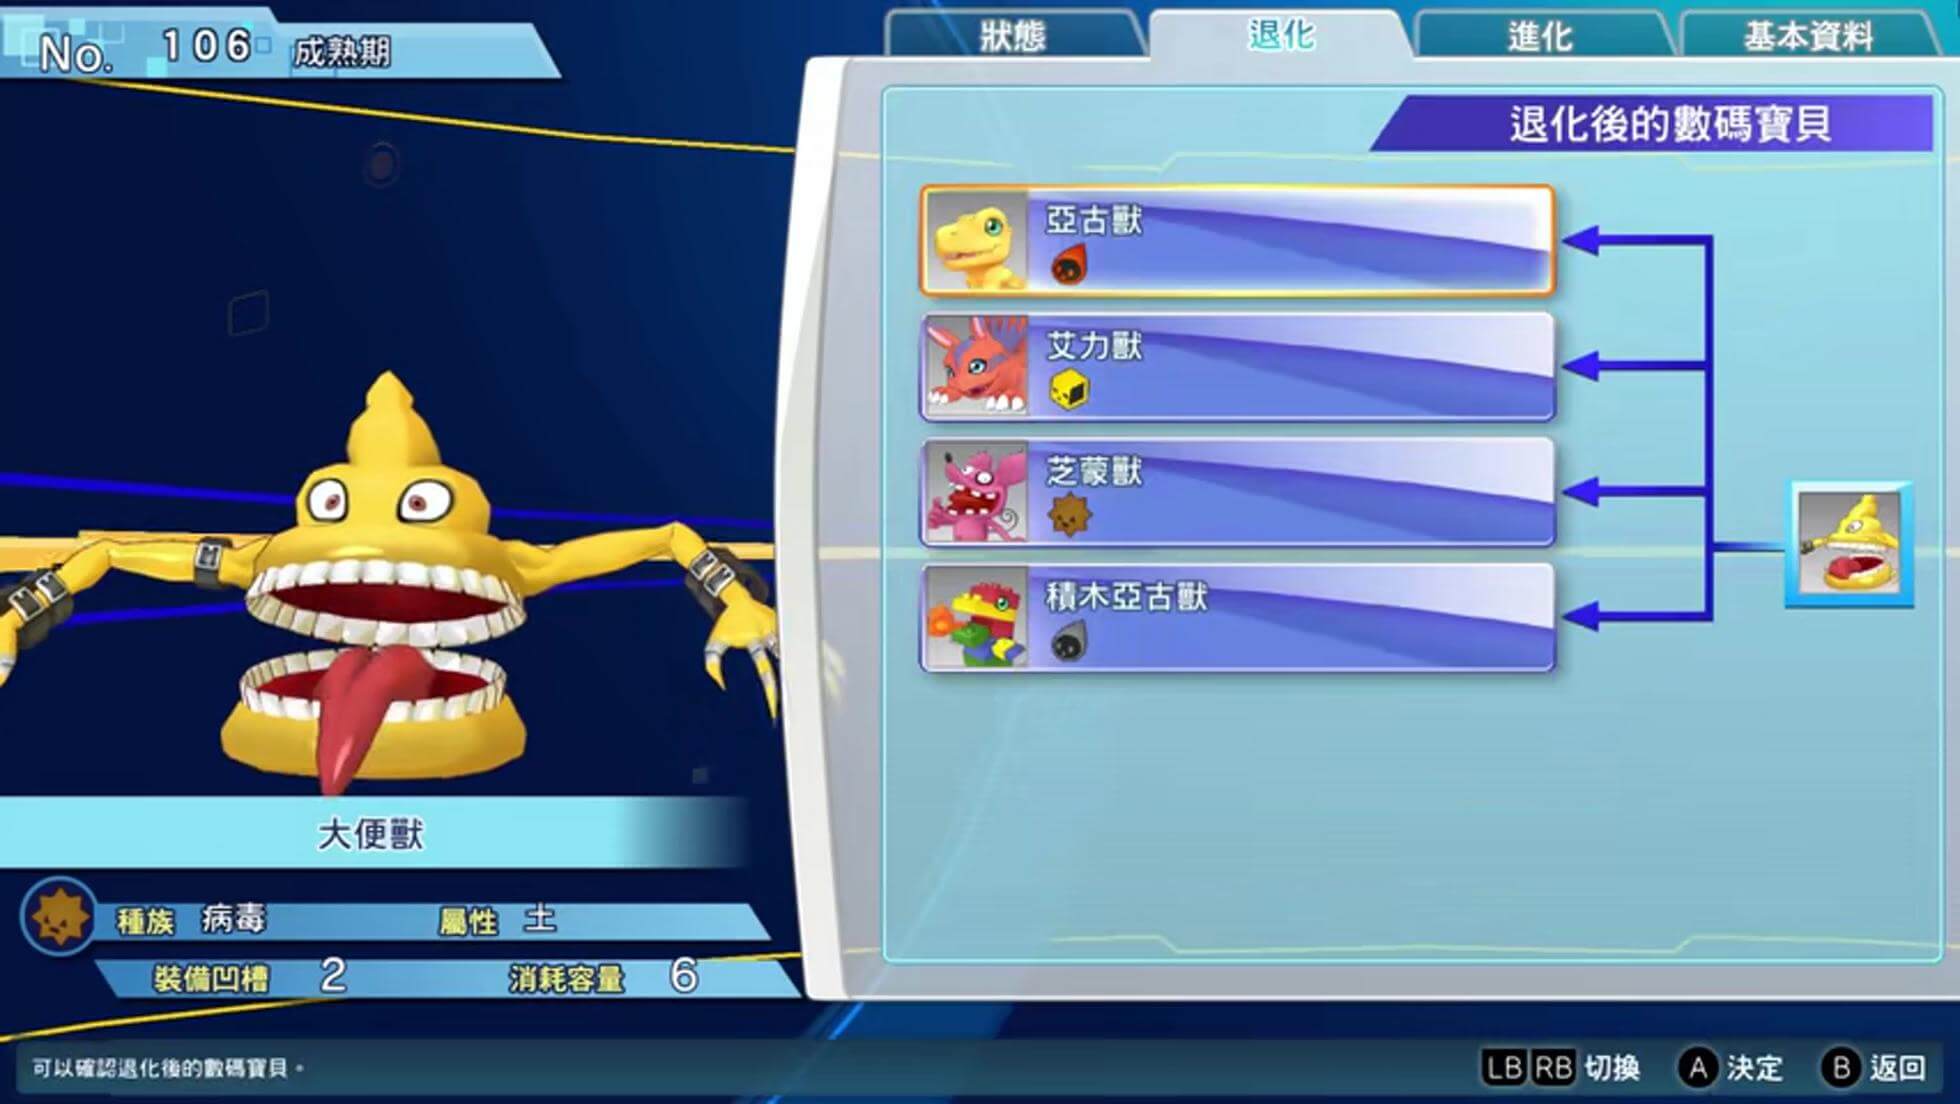 No. 106 成熟期
狀態 退化 進化 基本資料
退化後的數碼寶貝
亞古獸
艾力獸
芝蒙獸
積木亞古獸
大便獸
種族 病毒 屬性 土
裝備凹槽 2 消耗容量 6
可以確認退化後的數碼寶貝。
LB RB 切換 A 決定 B 返回